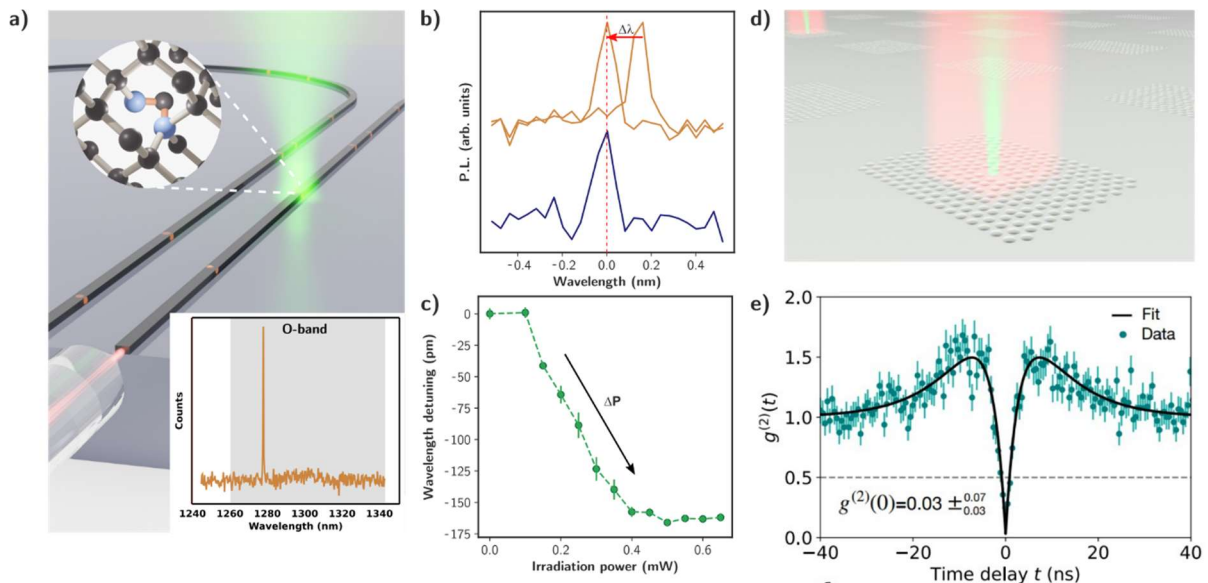 a)
O-band
Counts
1240 1260 1280 1300 1320 1340
Wavelength (nm)
b)
Δλ
P.L. (arb. units)
-0.4 -0.2 0.0 0.2 0.4
Wavelength (nm)
c)
0
-25
-50
-75
-100
-125
-150
-175
Wavelength detuning (pm)
ΔP
0.0 0.2 0.4 0.6
Irradiation power (mW)
d)
e)
2.0
1.5
1.0
0.5
0.0
g⁽²⁾(t)
Fit
Data
g⁽²⁾(0)=0.03 ±0.07 0.03
−40 −20 0 20 40
Time delay t (ns)